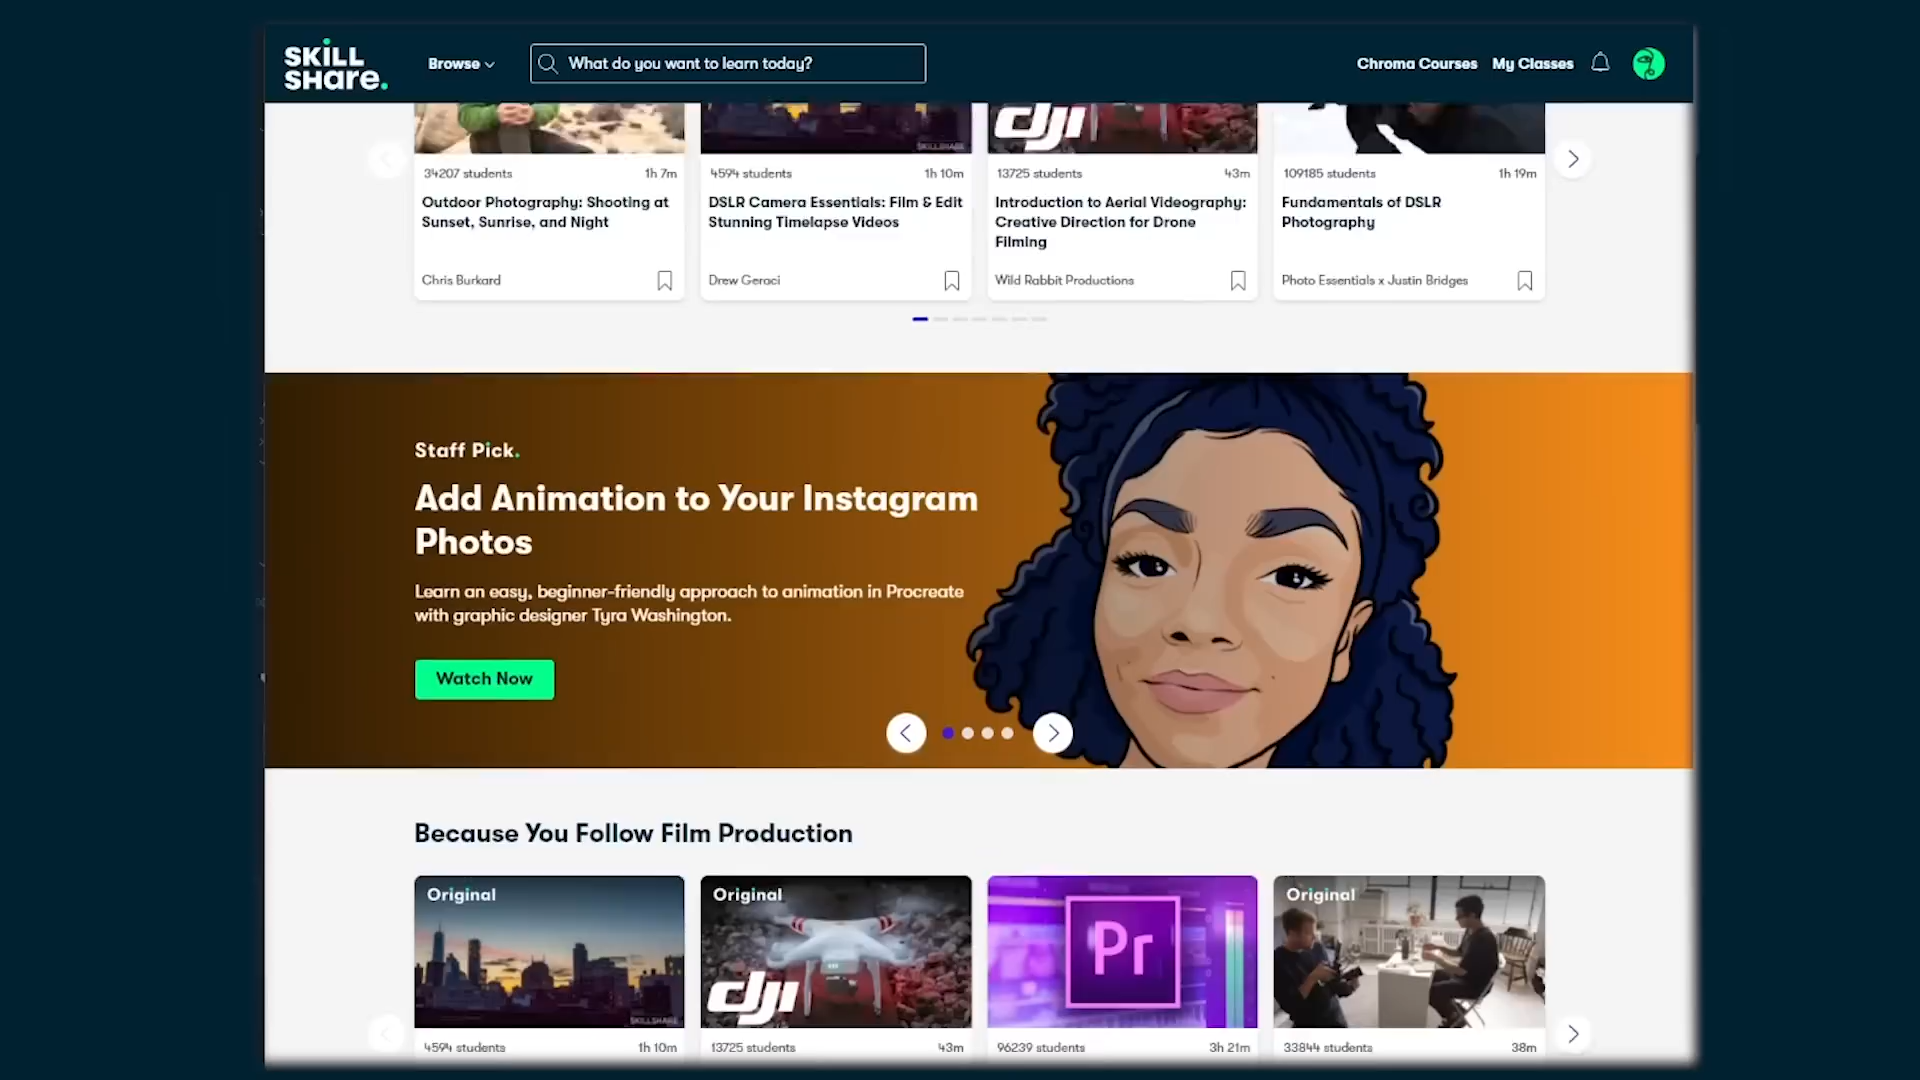 SKILL
SHare.
Browse
What do you want to learn today?
Chroma Courses
My Classes
SKILLSHARE
dji
34207 students
1h 7m
4594 students
1h 10m
13725 students
43m
109185 students
1h 19m
Outdoor Photography: Shooting at
Sunset, Sunrise, and Night
DSLR Camera Essentials: Film & Edit
Stunning Timelapse Videos
Introduction to Aerial Videography:
Creative Direction for Drone
Filming
Fundamentals of DSLR
Photography
Chris Burkard
Drew Geraci
Wild Rabbit Productions
Photo Essentials x Justin Bridges
Staff Pick.
Add Animation to Your Instagram
Photos
Learn an easy, beginner-friendly approach to animation in Procreate
with graphic designer Tyra Washington.
Watch Now
Because You Follow Film Production
Original
SKILLSHARE
Original
dji
Pr
Original
4594 students
1h 10m
13725 students
43m
96239 students
3h 21m
33844 students
38m